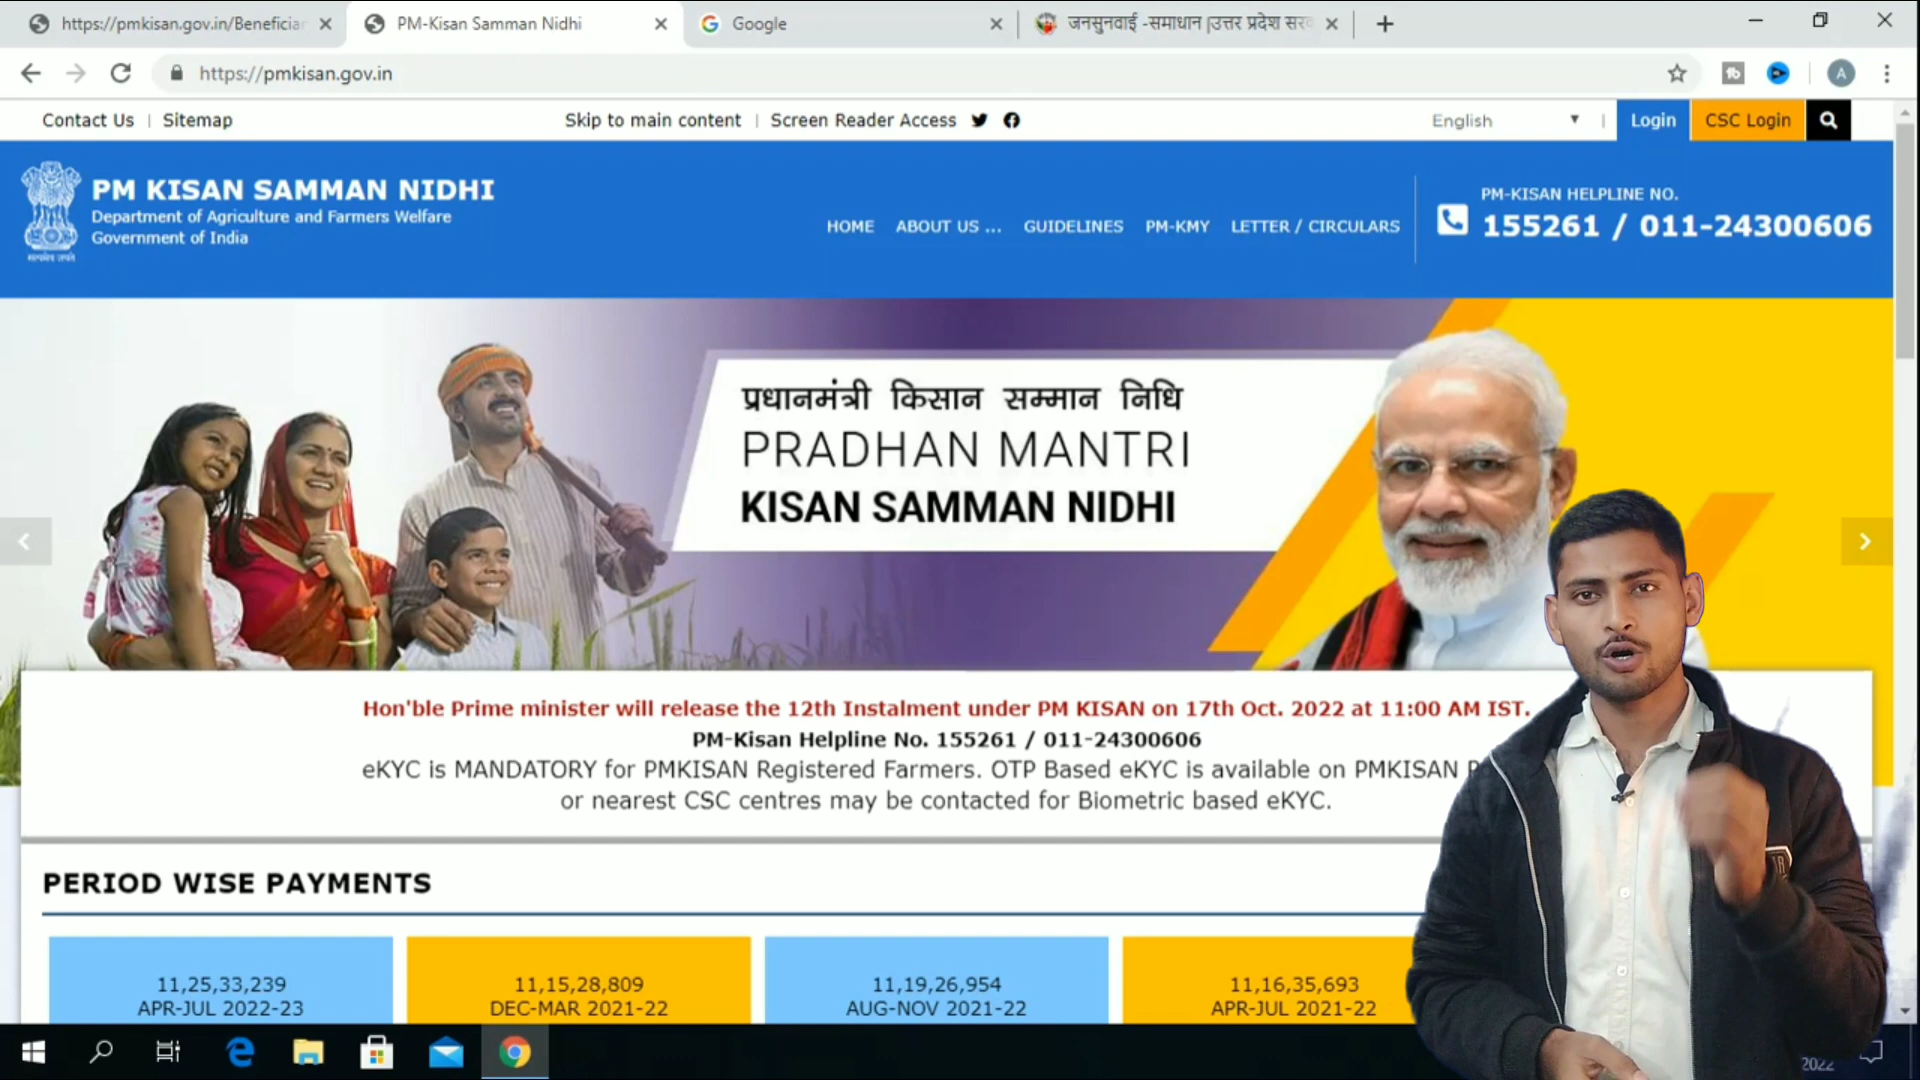 https://pmkisan.gov.in/Beneficiar
PM-Kisan Samman Nidhi
Google
जनसुनवाई -समाधान |उत्तर प्रदेश सरव
https://pmkisan.gov.in
A
Contact Us | Sitemap
Skip to main content | Screen Reader Access
English
Login
CSC Login
PM KISAN SAMMAN NIDHI
Department of Agriculture and Farmers Welfare
Government of India
सत्यमेव जयते
HOME ABOUT US ... GUIDELINES PM-KMY LETTER / CIRCULARS
PM-KISAN HELPLINE NO.
155261 / 011-24300606
प्रधानमंत्री किसान सम्मान निधि
PRADHAN MANTRI
KISAN SAMMAN NIDHI
Hon'ble Prime minister will release the 12th Instalment under PM KISAN on 17th Oct. 2022 at 11:00 AM IST.
PM-Kisan Helpline No. 155261 / 011-24300606
eKYC is MANDATORY for PMKISAN Registered Farmers. OTP Based eKYC is available on PMKISAN
or nearest CSC centres may be contacted for Biometric based eKYC.
PERIOD WISE PAYMENTS
11,25,33,239
APR-JUL 2022-23
11,15,28,809
DEC-MAR 2021-22
11,19,26,954
AUG-NOV 2021-22
11,16,35,693
APR-JUL 2021-22
2022